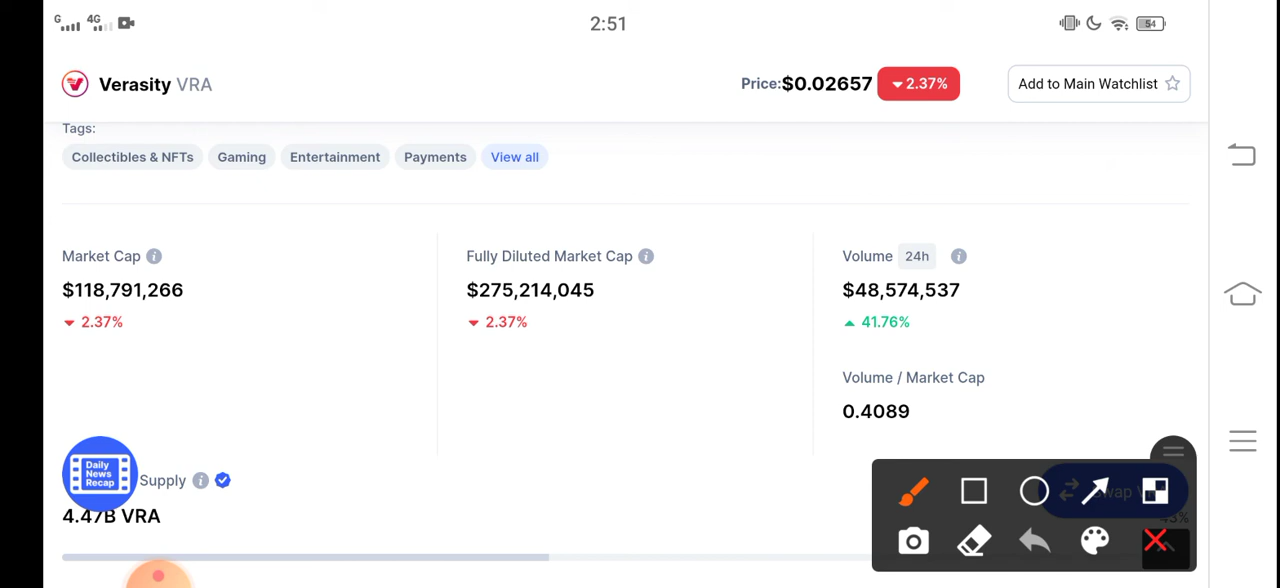 G 4G 2:51 54
Verasity VRA Price:$0.02657 2.37% Add to Main Watchlist
Tags:
Collectibles & NFTs Gaming Entertainment Payments View all
Market Cap Fully Diluted Market Cap Volume 24h
$118,791,266 $275,214,045 $48,574,537
2.37% 2.37% 41.76%
Volume / Market Cap
0.4089
Daily
News
Recap
Supply
Swap
4.47B VRA